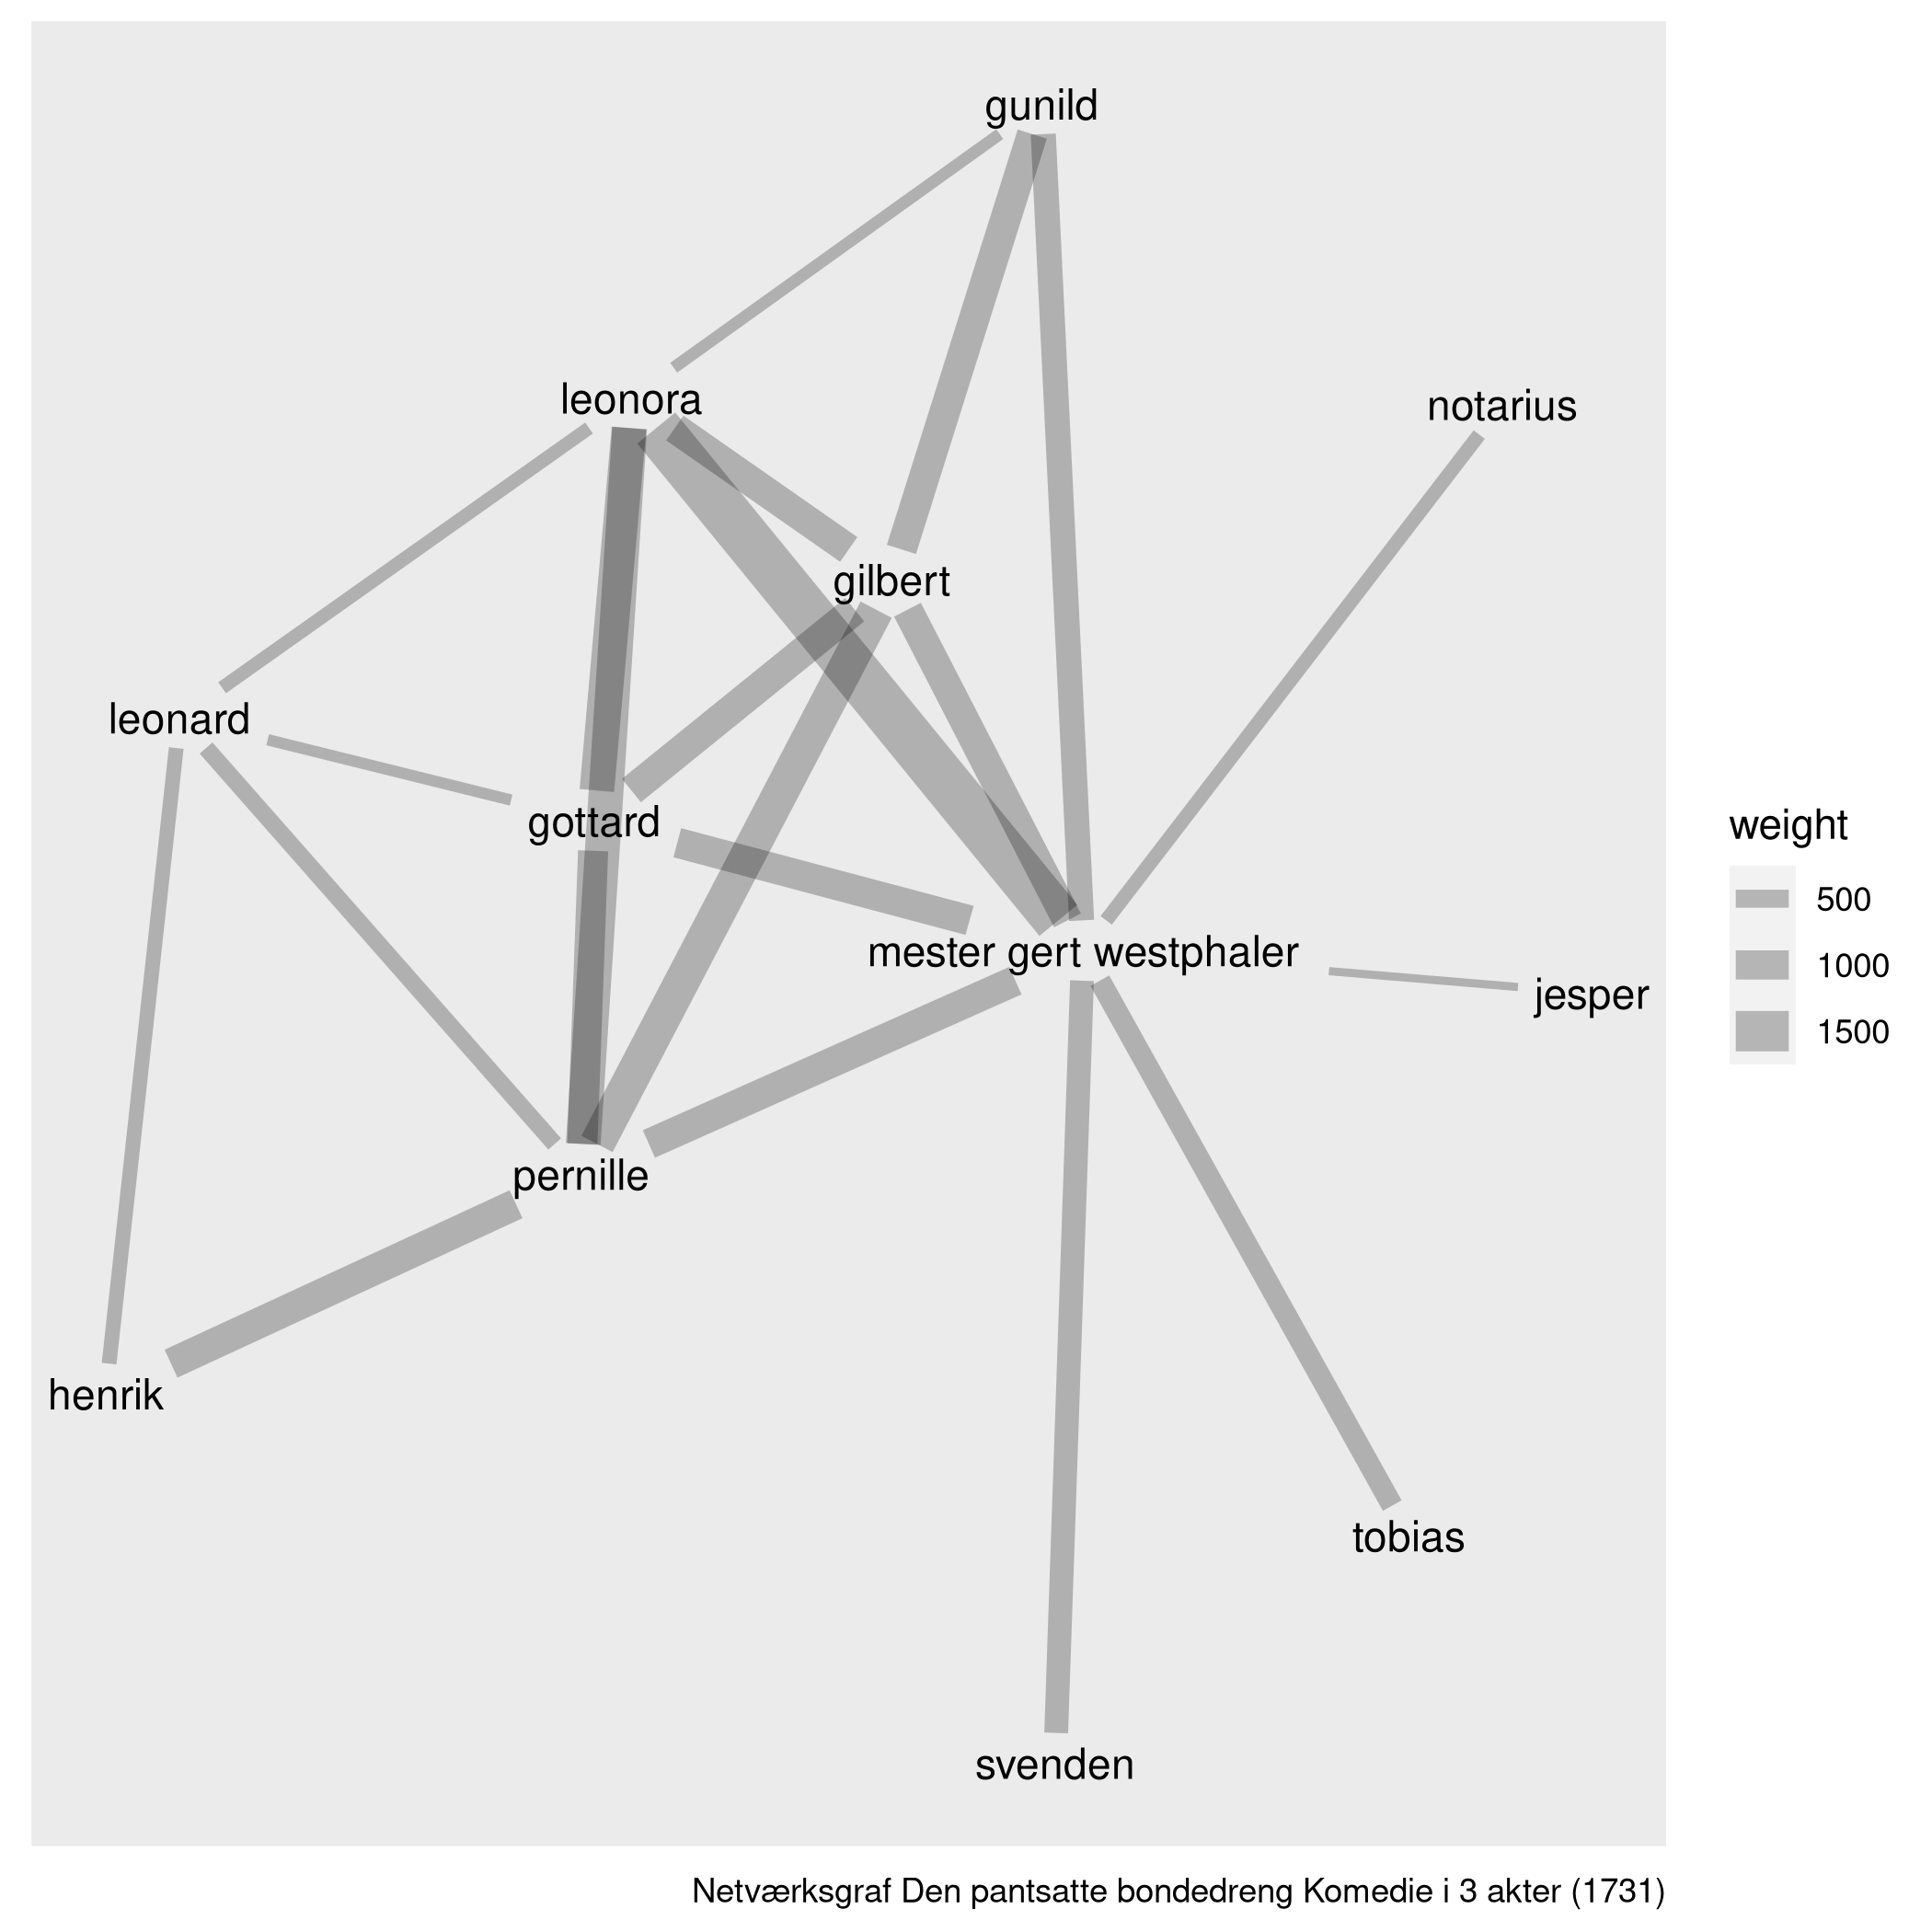 gunild
leonora
notarius
gilbert
leonard
gottard
mester gert westphaler
jesper
pernille
henrik
tobias
svenden
weight
500
1000
1500
Netværksgraf Den pantsatte bondedreng Komedie i 3 akter (1731)